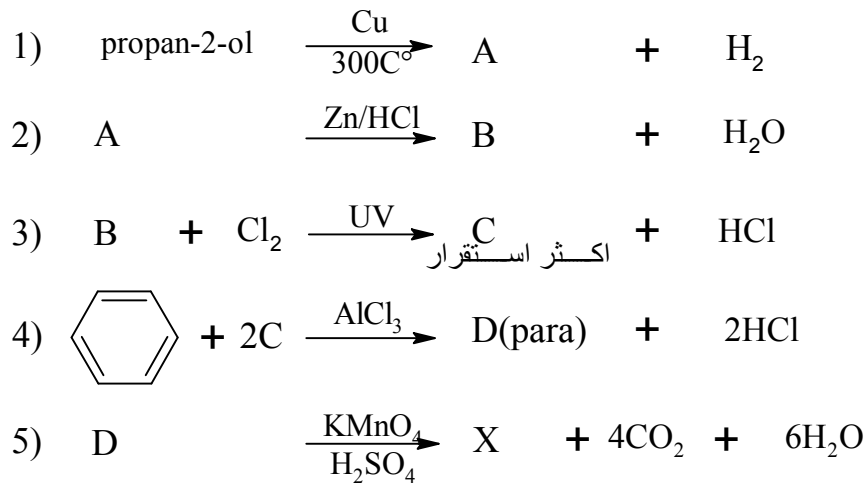 1) propan-2-ol Cu 300C° A + H₂
2) A Zn/HCl B + H₂O
3) B + Cl₂ UV C + HCl
اكثر استقرار
4) + 2C AlCl₃ D(para) + 2HCl
5) D KMnO₄ H₂SO₄ X + 4CO₂ + 6H₂O